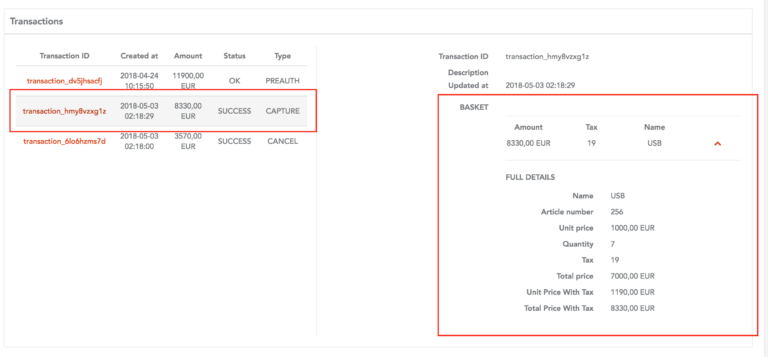 Transactions
Transaction ID Created at Amount Status Type
transaction_dv5jhsacfj 2018-04-24 10:15:50 11900,00 EUR OK PREAUTH
transaction_hmy8vzxg1z 2018-05-03 02:18:29 8330,00 EUR SUCCESS CAPTURE
transaction_6lo6hzms7d 2018-05-03 02:18:00 3570,00 EUR SUCCESS CANCEL
Transaction ID transaction_hmy8vzxg1z
Description
Updated at 2018-05-03 02:18:29
BASKET
Amount Tax Name
8330,00 EUR 19 USB
FULL DETAILS
Name USB
Article number 256
Unit price 1000,00 EUR
Quantity 7
Tax 19
Total price 7000,00 EUR
Unit Price With Tax 1190,00 EUR
Total Price With Tax 8330,00 EUR